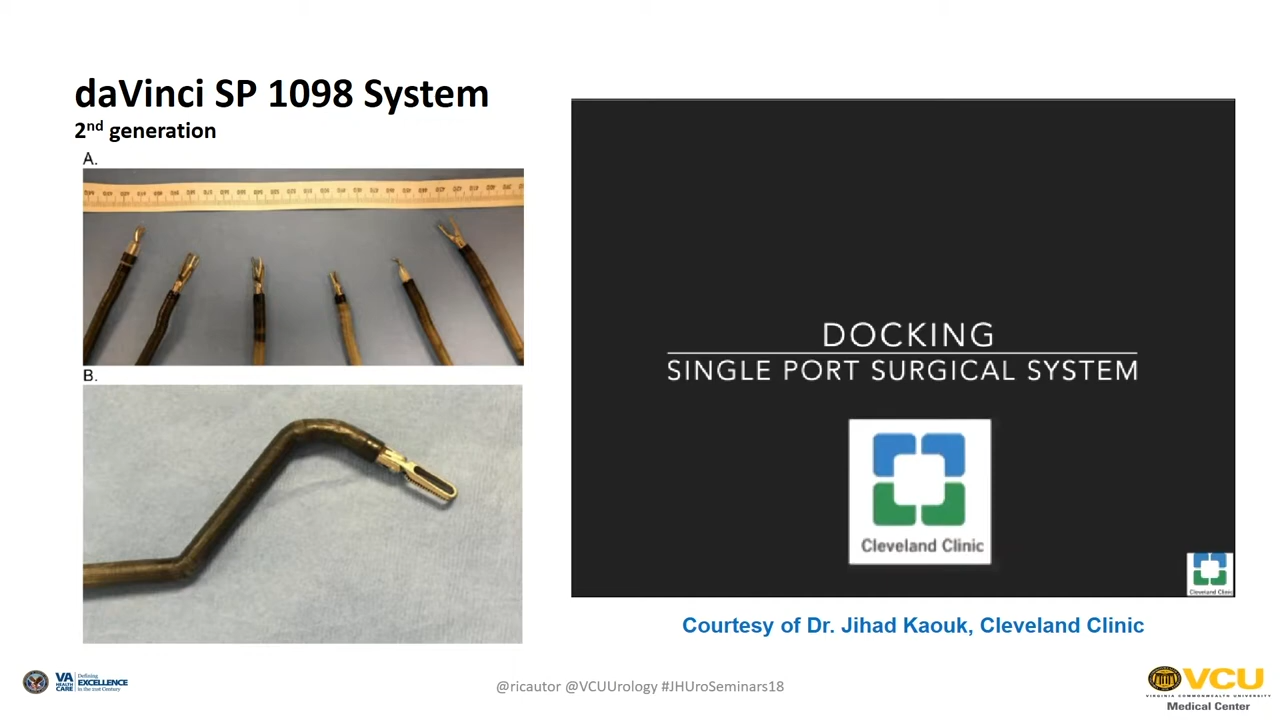 daVinci SP 1098 System
2nd generation
A.
B.
DOCKING
SINGLE PORT SURGICAL SYSTEM
Cleveland Clinic
Cleveland Clinic
Courtesy of Dr. Jihad Kaouk, Cleveland Clinic
VA
HEALTH
CARE
Defining
EXCELLENCE
in the 21st Century
@ricautor @VCUUrology #JHUroSeminars18
VCU
VIRGINIA COMMONWEALTH UNIVERSITY
Medical Center